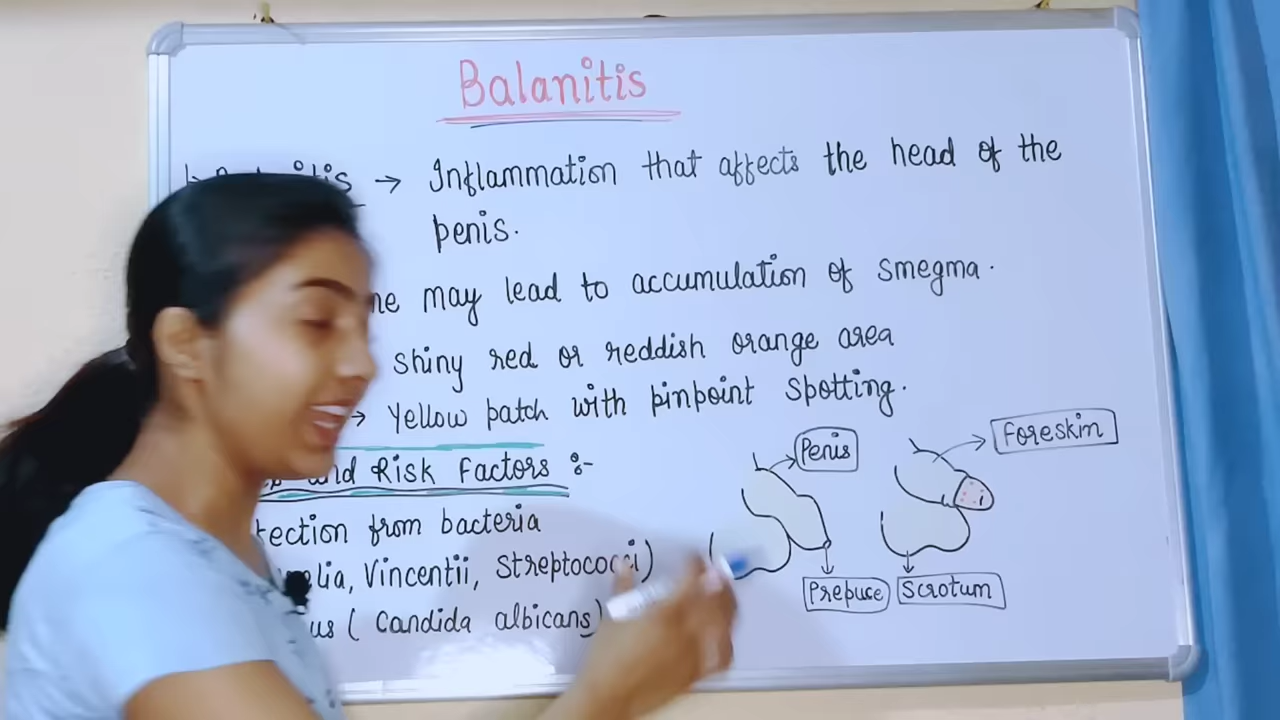 Balanitis
→ Inflammation that affects the head of the
penis.
may lead to accumulation of smegma.
shiny red or reddish orange area
→ Yellow patch with pinpoint spotting.
Risk Factors :-
from bacteria
Vincentii, Streptococci)
( Candida albicans)
Penis
Foreskin
Prepuce
Scrotum